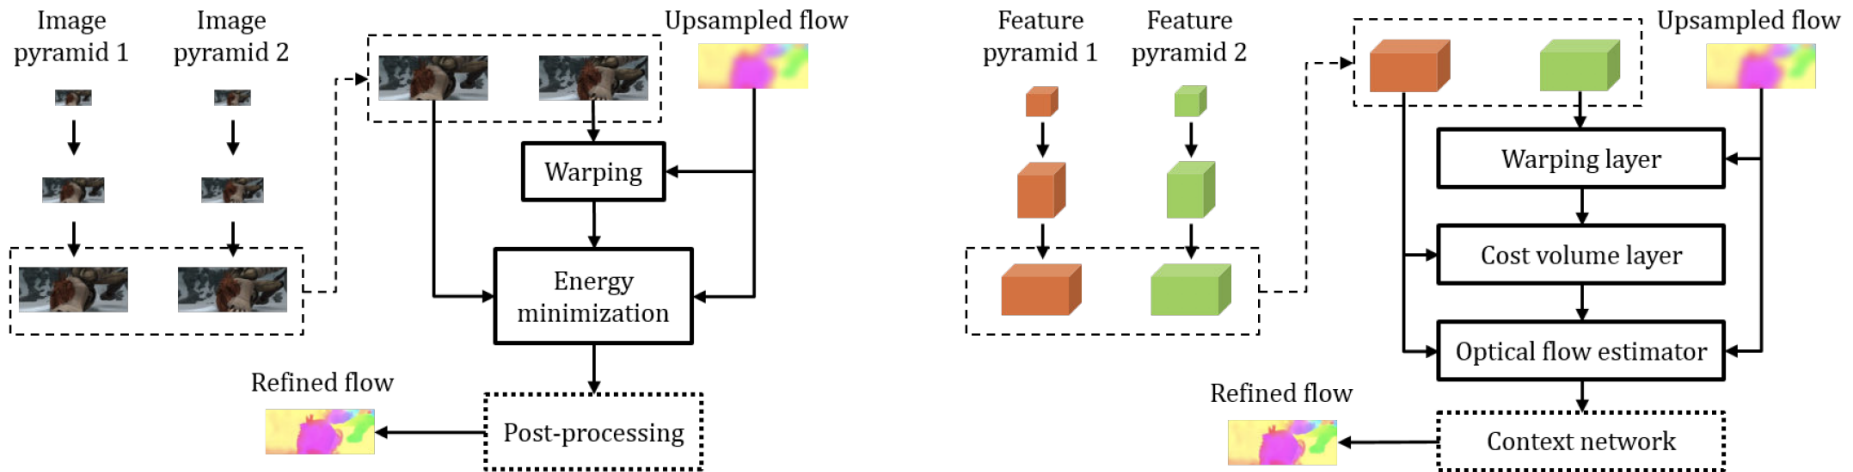 Image
pyramid 1
Image
pyramid 2
Upsampled flow
Warping
Energy
minimization
Refined flow
Post-processing
Feature
pyramid 1
Feature
pyramid 2
Upsampled flow
Warping layer
Cost volume layer
Optical flow estimator
Refined flow
Context network